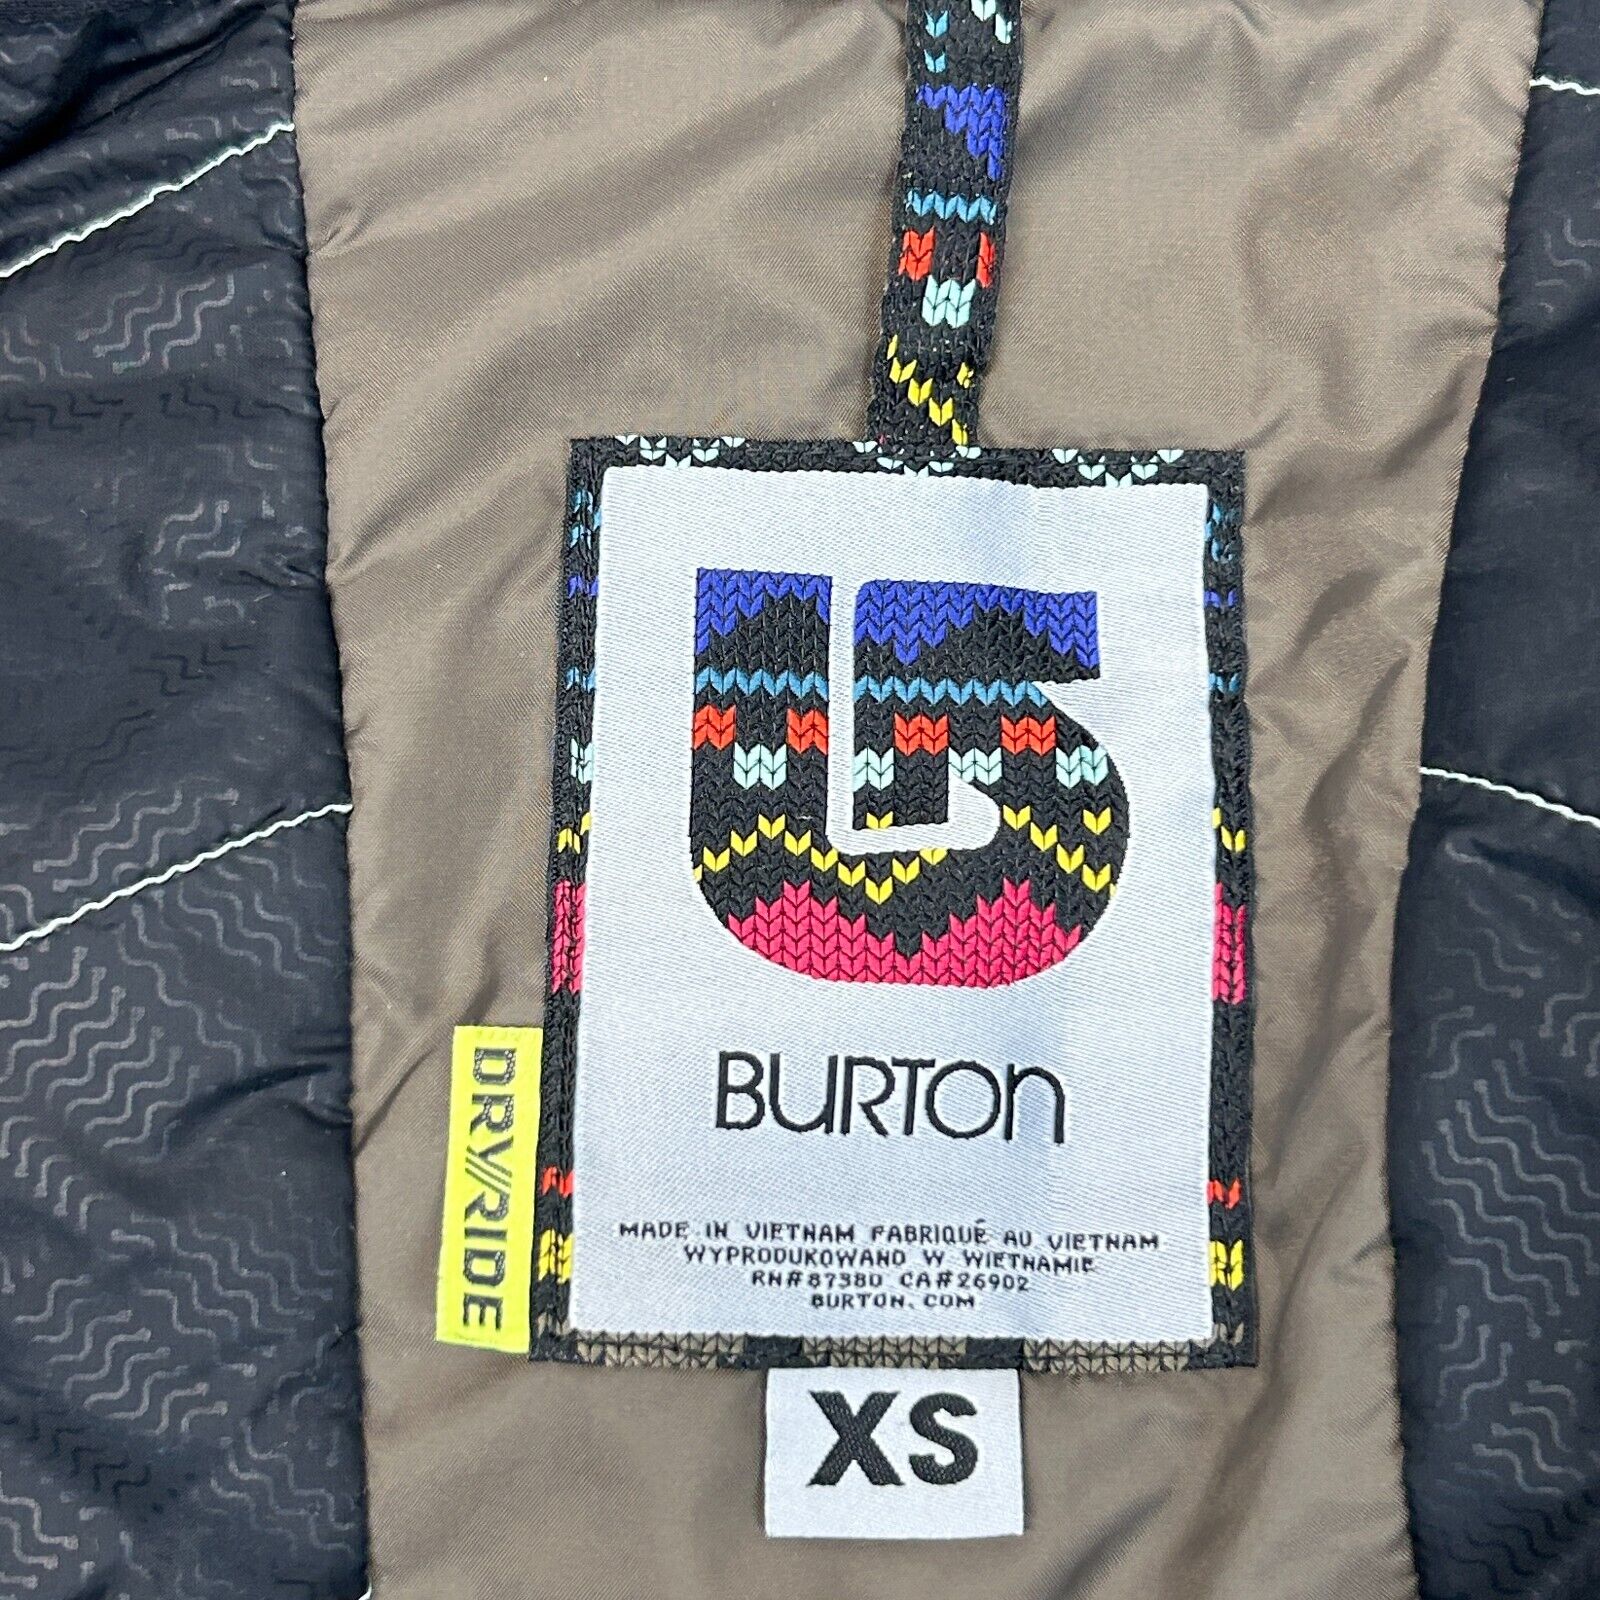 BURTON
MADE IN VIETNAM FABRIQUÉ AU VIETNAM
WYPRODUKOWANO W WIETNAMIE
RN#87380 CA#26902
BURTON.COM
DRY//RIDE
XS